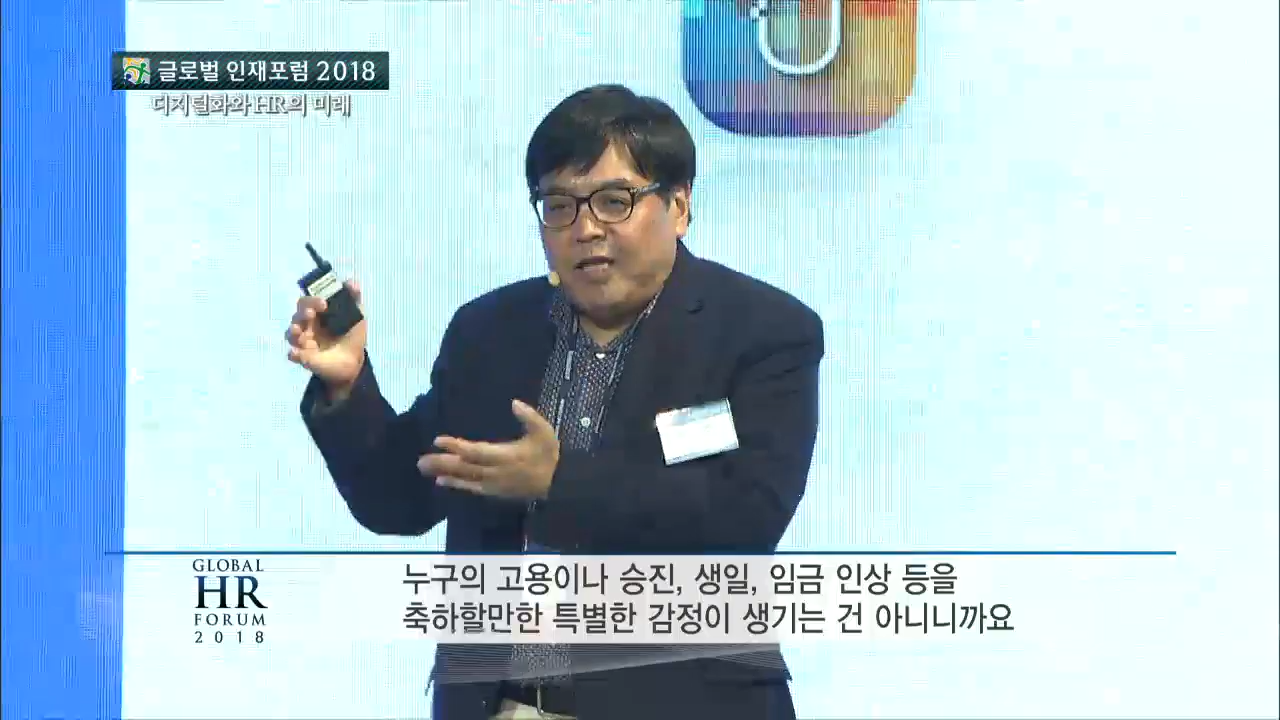 글로벌 인재포럼 2018
디지털화와 HR의 미래
GLOBAL
HR
FORUM
2018
누구의 고용이나 승진, 생일, 임금 인상 등을
축하할만한 특별한 감정이 생기는 건 아니니까요